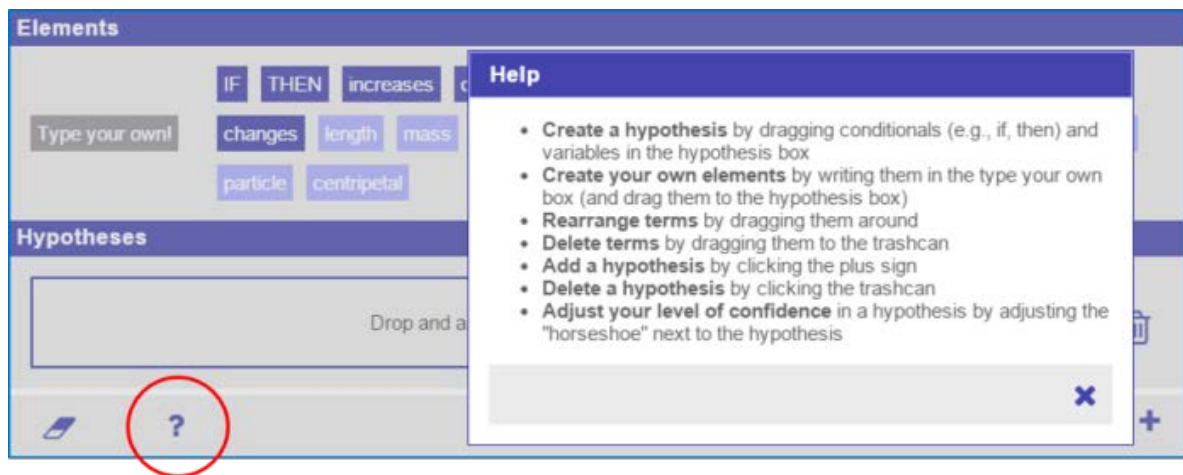 Elements
IF THEN increases
Type your own!
changes length mass
particle centripetal
Hypotheses
Drop and a
?
Help
• Create a hypothesis by dragging conditionals (e.g., if, then) and
variables in the hypothesis box
• Create your own elements by writing them in the type your own
box (and drag them to the hypothesis box)
• Rearrange terms by dragging them around
• Delete terms by dragging them to the trashcan
• Add a hypothesis by clicking the plus sign
• Delete a hypothesis by clicking the trashcan
• Adjust your level of confidence in a hypothesis by adjusting the
"horseshoe" next to the hypothesis